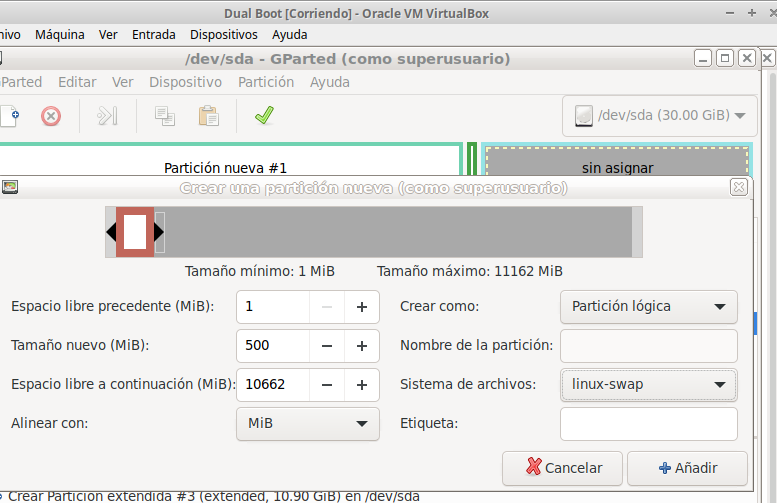 Dual Boot [Corriendo] - Oracle VM VirtualBox
Máquina Ver Entrada Dispositivos Ayuda
/dev/sda - GParted (como superusuario)
Editar Ver Dispositivo Partición Ayuda
/dev/sda (30.00 GiB)
Partición nueva #1 sin asignar
Crear una partición nueva (como superusuario)
Tamaño mínimo: 1 MiB Tamaño máximo: 11162 MiB
Espacio libre precedente (MiB): 1 Crear como: Partición lógica
Tamaño nuevo (MiB): 500 Nombre de la partición:
Espacio libre a continuación (MiB): 10662 Sistema de archivos: linux-swap
Alinear con: MiB Etiqueta:
Cancelar Añadir
Crear Partición extendida #3 (extended, 10.90 GiB) en /dev/sda